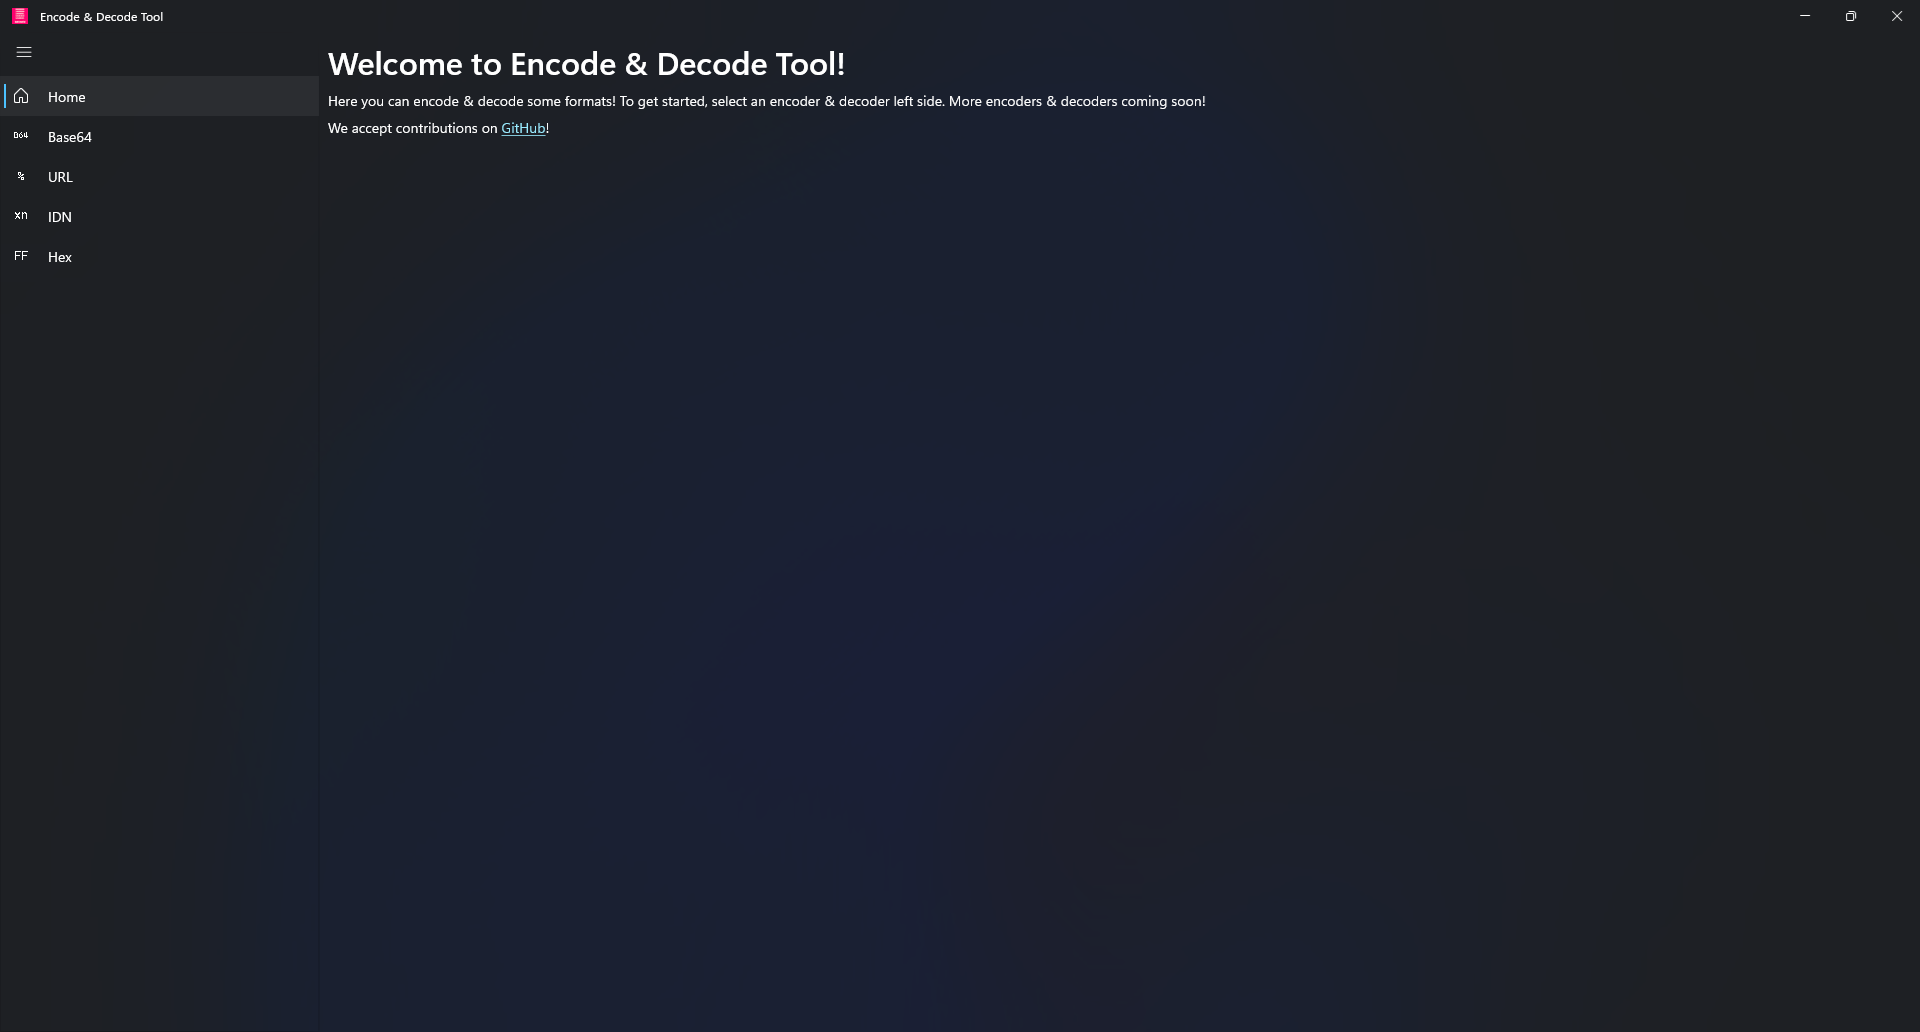 Encode & Decode Tool
Welcome to Encode & Decode Tool!
Here you can encode & decode some formats! To get started, select an encoder & decoder left side. More encoders & decoders coming soon!
We accept contributions on GitHub!
Home
B64 Base64
% URL
xn IDN
FF Hex